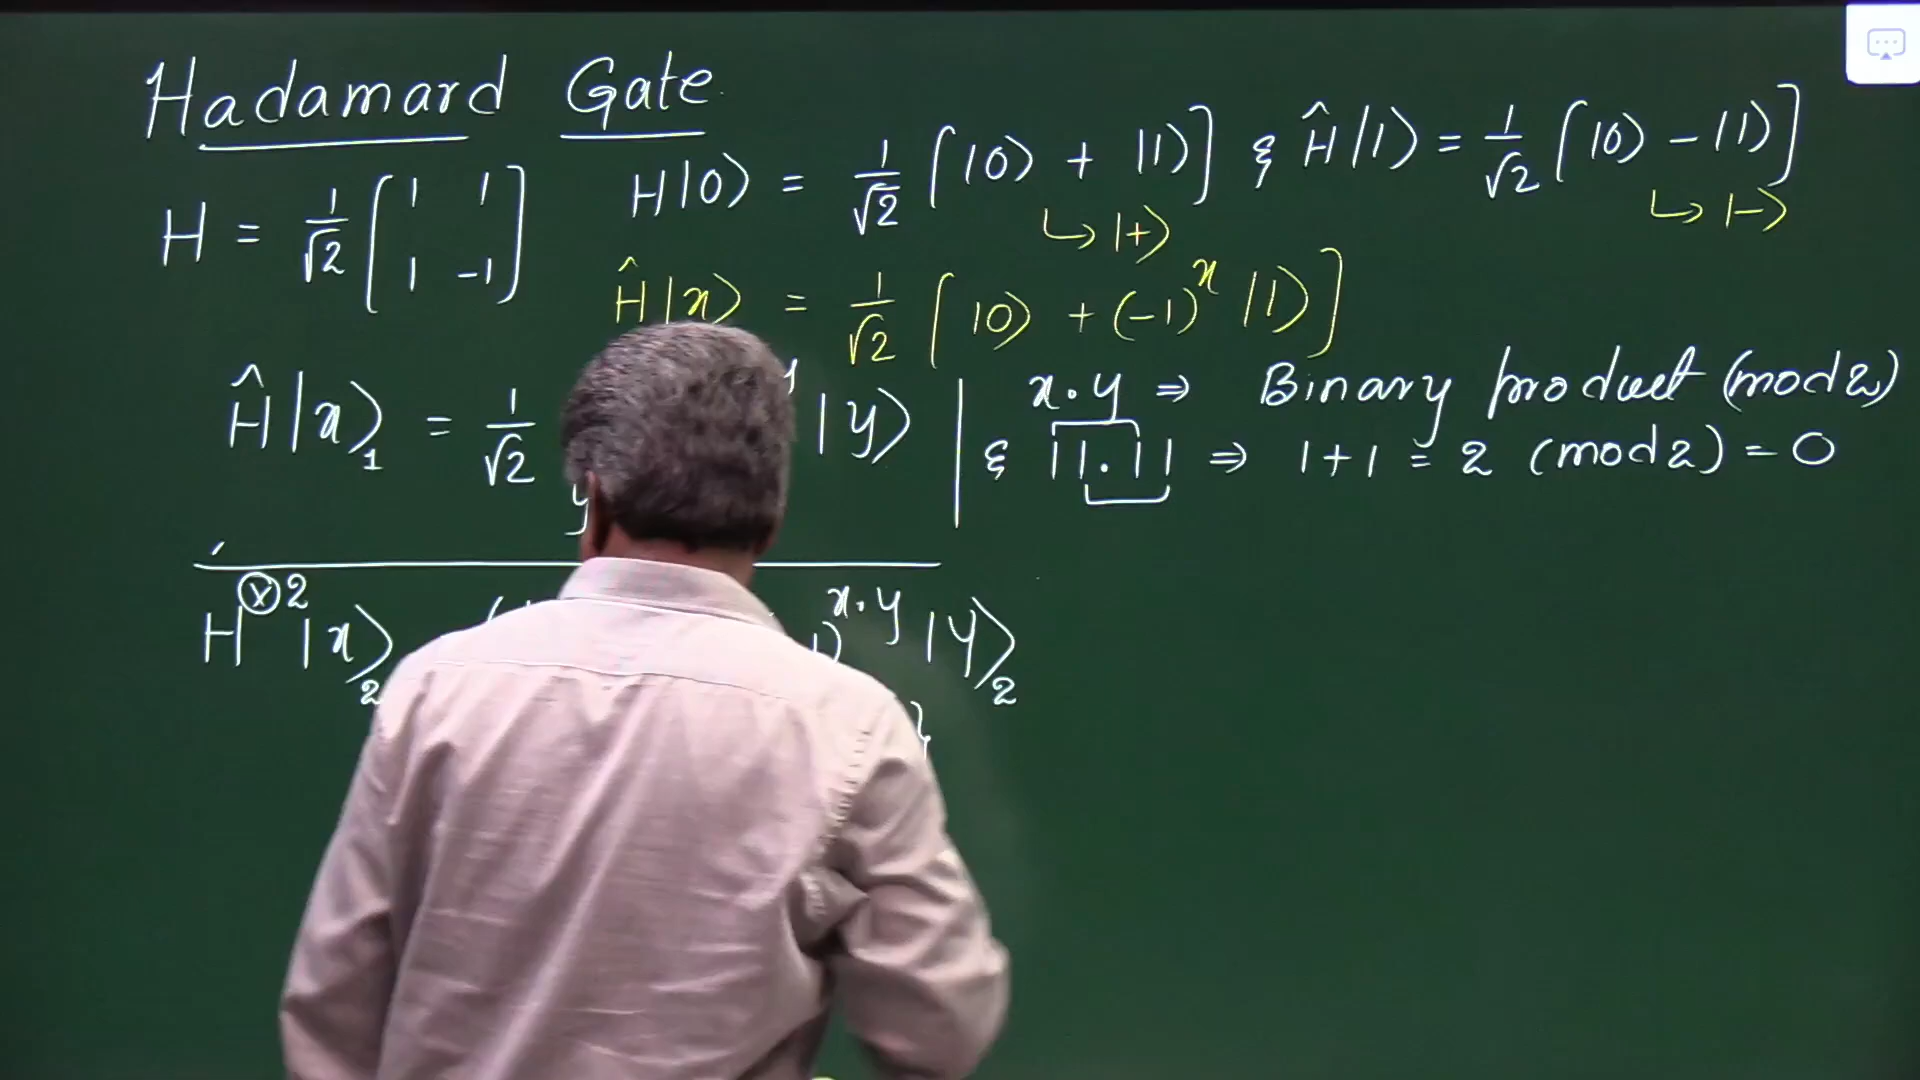 Hadamard Gate
H = 1/√2 [1 1
1 -1]
H|0⟩ = 1/√2 [|0⟩ + |1⟩] & Ĥ|1⟩ = 1/√2 [|0⟩ - |1⟩]
↳ |+⟩ ↳ |-⟩
Ĥ|x⟩ = 1/√2 [|0⟩ + (-1)^x |1⟩]
Ĥ|x⟩₁ = 1/√2 |y⟩
y
x.y ⇒ Binary product (mod 2)
& 11.11 ⇒ 1+1 = 2 (mod 2) = 0
H^⊗2 |x⟩₂ 1)^x.y |y⟩₂
}